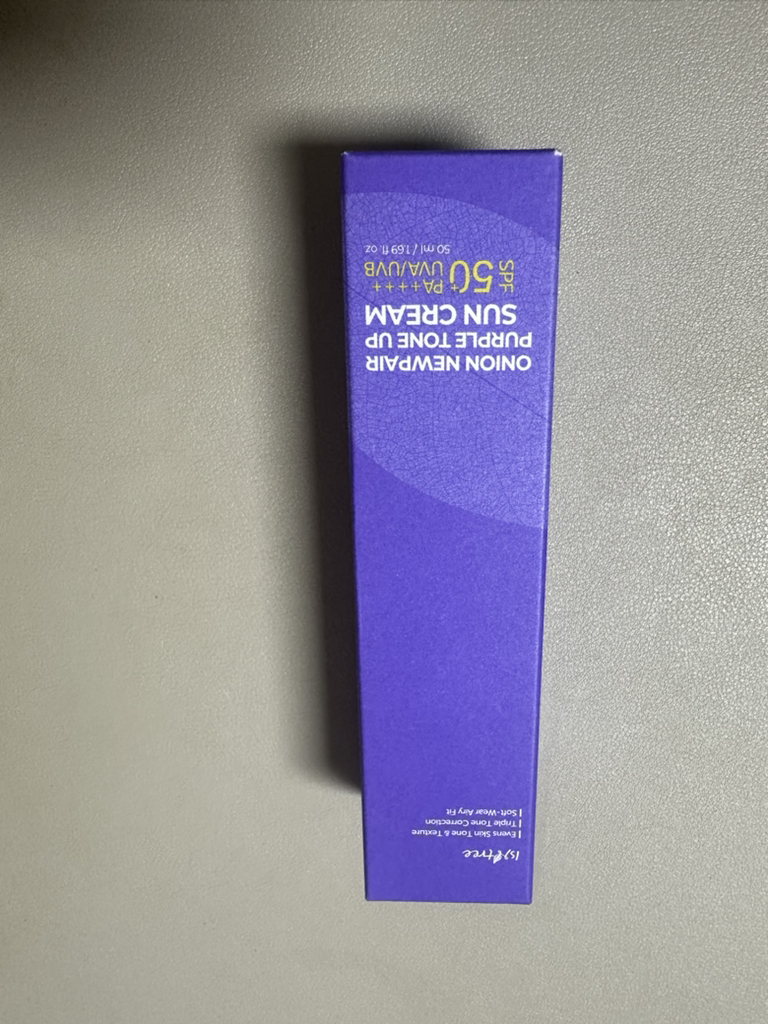 isntree
Evens Skin Tone & Texture
Triple Tone Correction
Soft-Wear Airy Fit
ONION NEWPAIR
PURPLE TONE UP
SUN CREAM
SPF 50+ PA++++
UVA/UVB
50 ml / 1.69 fl. oz